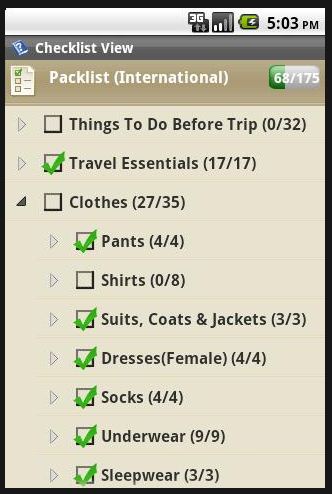 3G 5:03 PM
Checklist View
Packlist (International) 68/175
Things To Do Before Trip (0/32)
Travel Essentials (17/17)
Clothes (27/35)
Pants (4/4)
Shirts (0/8)
Suits, Coats & Jackets (3/3)
Dresses(Female) (4/4)
Socks (4/4)
Underwear (9/9)
Sleepwear (3/3)